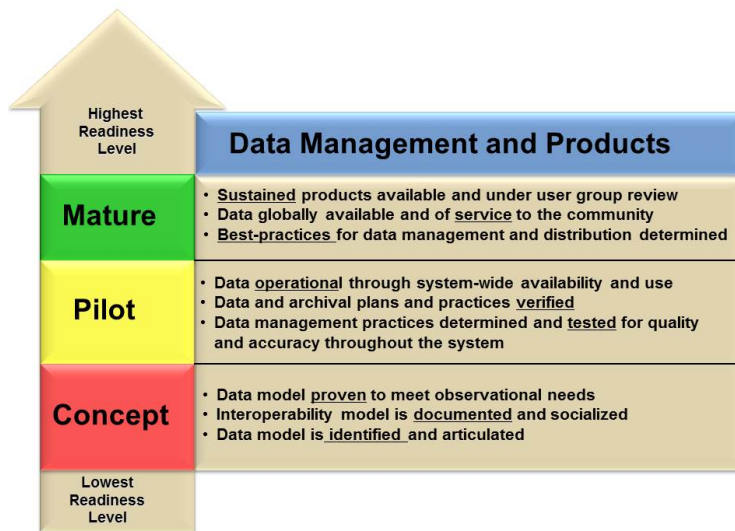 Highest
Readiness
Level
Data Management and Products
Mature
• Sustained products available and under user group review
• Data globally available and of service to the community
• Best-practices for data management and distribution determined
Pilot
• Data operational through system-wide availability and use
• Data and archival plans and practices verified
• Data management practices determined and tested for quality
and accuracy throughout the system
Concept
• Data model proven to meet observational needs
• Interoperability model is documented and socialized
• Data model is identified and articulated
Lowest
Readiness
Level